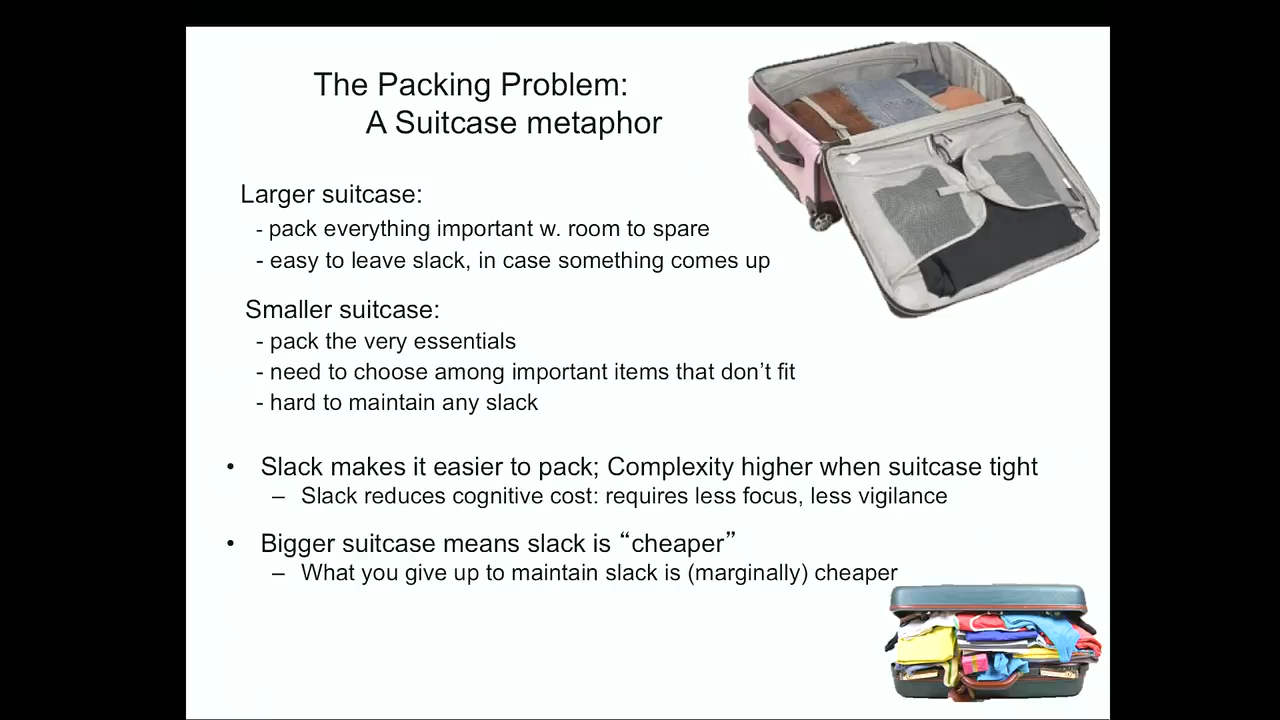 The Packing Problem:
A Suitcase metaphor
Larger suitcase:
- pack everything important w. room to spare
- easy to leave slack, in case something comes up
Smaller suitcase:
- pack the very essentials
- need to choose among important items that don’t fit
- hard to maintain any slack
• Slack makes it easier to pack; Complexity higher when suitcase tight
– Slack reduces cognitive cost: requires less focus, less vigilance
• Bigger suitcase means slack is “cheaper”
– What you give up to maintain slack is (marginally) cheaper